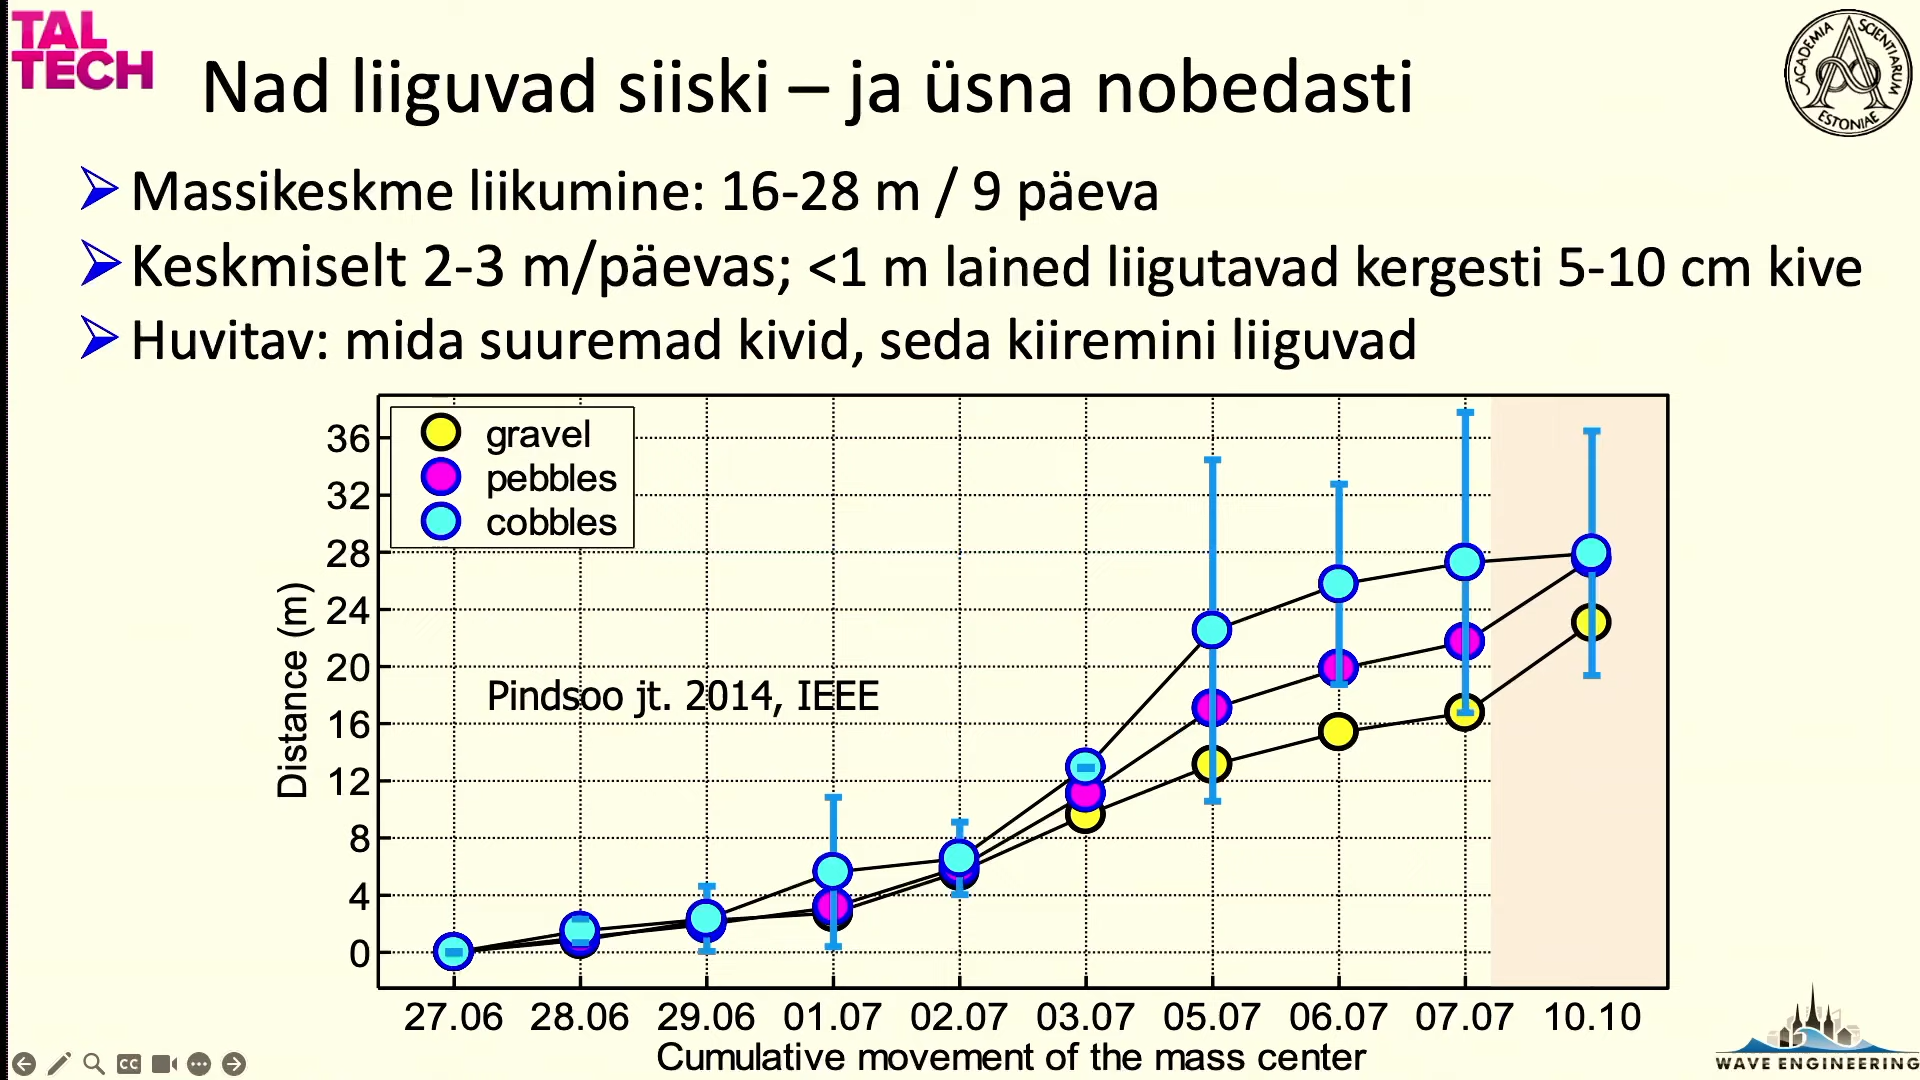 TAL
TECH
Nad liiguvad siiski – ja üsna nobedasti
ACADEMIA SCIENTIARUM ESTONIAE
Massikeskme liikumine: 16-28 m / 9 päeva
Keskmiselt 2-3 m/päevas; <1 m lained liigutavad kergesti 5-10 cm kive
Huvitav: mida suuremad kivid, seda kiiremini liiguvad
gravel
pebbles
cobbles
36
32
28
24
20
16
12
8
4
0
Distance (m)
Pindsoo jt. 2014, IEEE
27.06 28.06 29.06 01.07 02.07 03.07 05.07 06.07 07.07 10.10
Cumulative movement of the mass center
CC
WAVE ENGINEERING